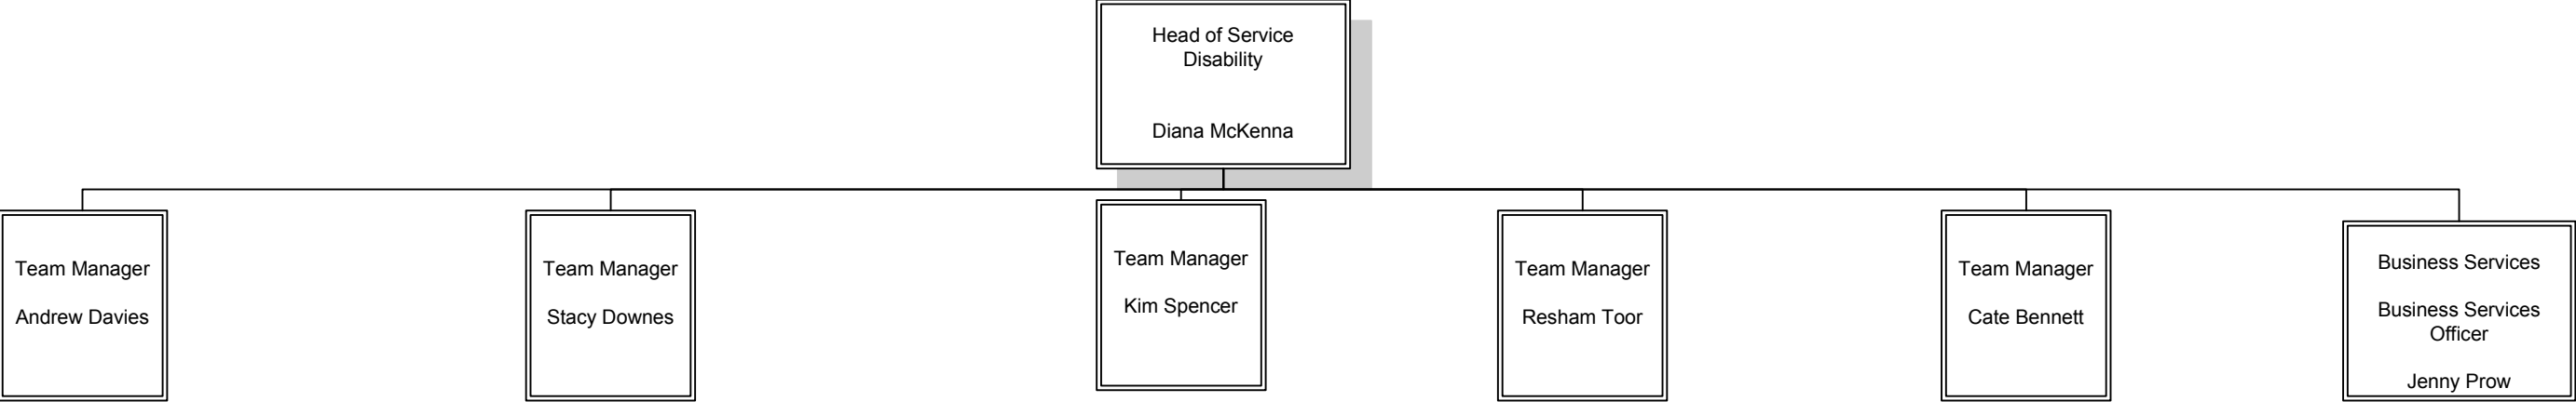 Head of Service
Disability
Diana McKenna
Team Manager
Andrew Davies
Team Manager
Stacy Downes
Team Manager
Kim Spencer
Team Manager
Resham Toor
Team Manager
Cate Bennett
Business Services
Business Services
Officer
Jenny Prow